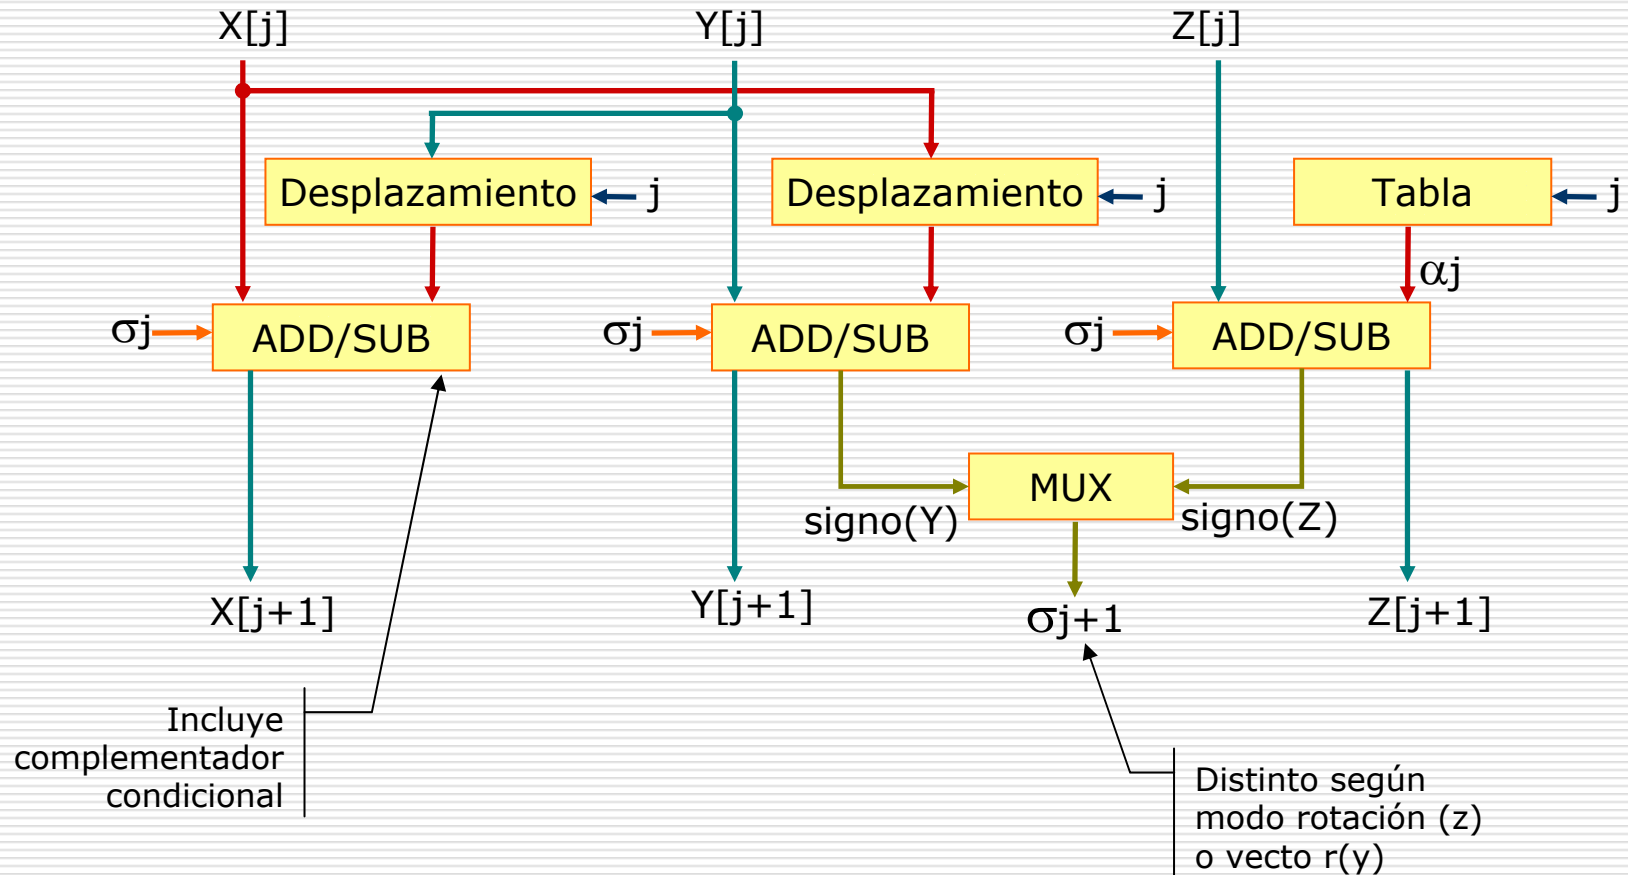 X[j]
Y[j]
Z[j]
Desplazamiento
j
Desplazamiento
j
Tabla
j
αj
σj
ADD/SUB
σj
ADD/SUB
σj
ADD/SUB
MUX
signo(Y)
signo(Z)
X[j+1]
Y[j+1]
σj+1
Z[j+1]
Incluye
complementador
condicional
Distinto según
modo rotación (z)
o vecto r(y)